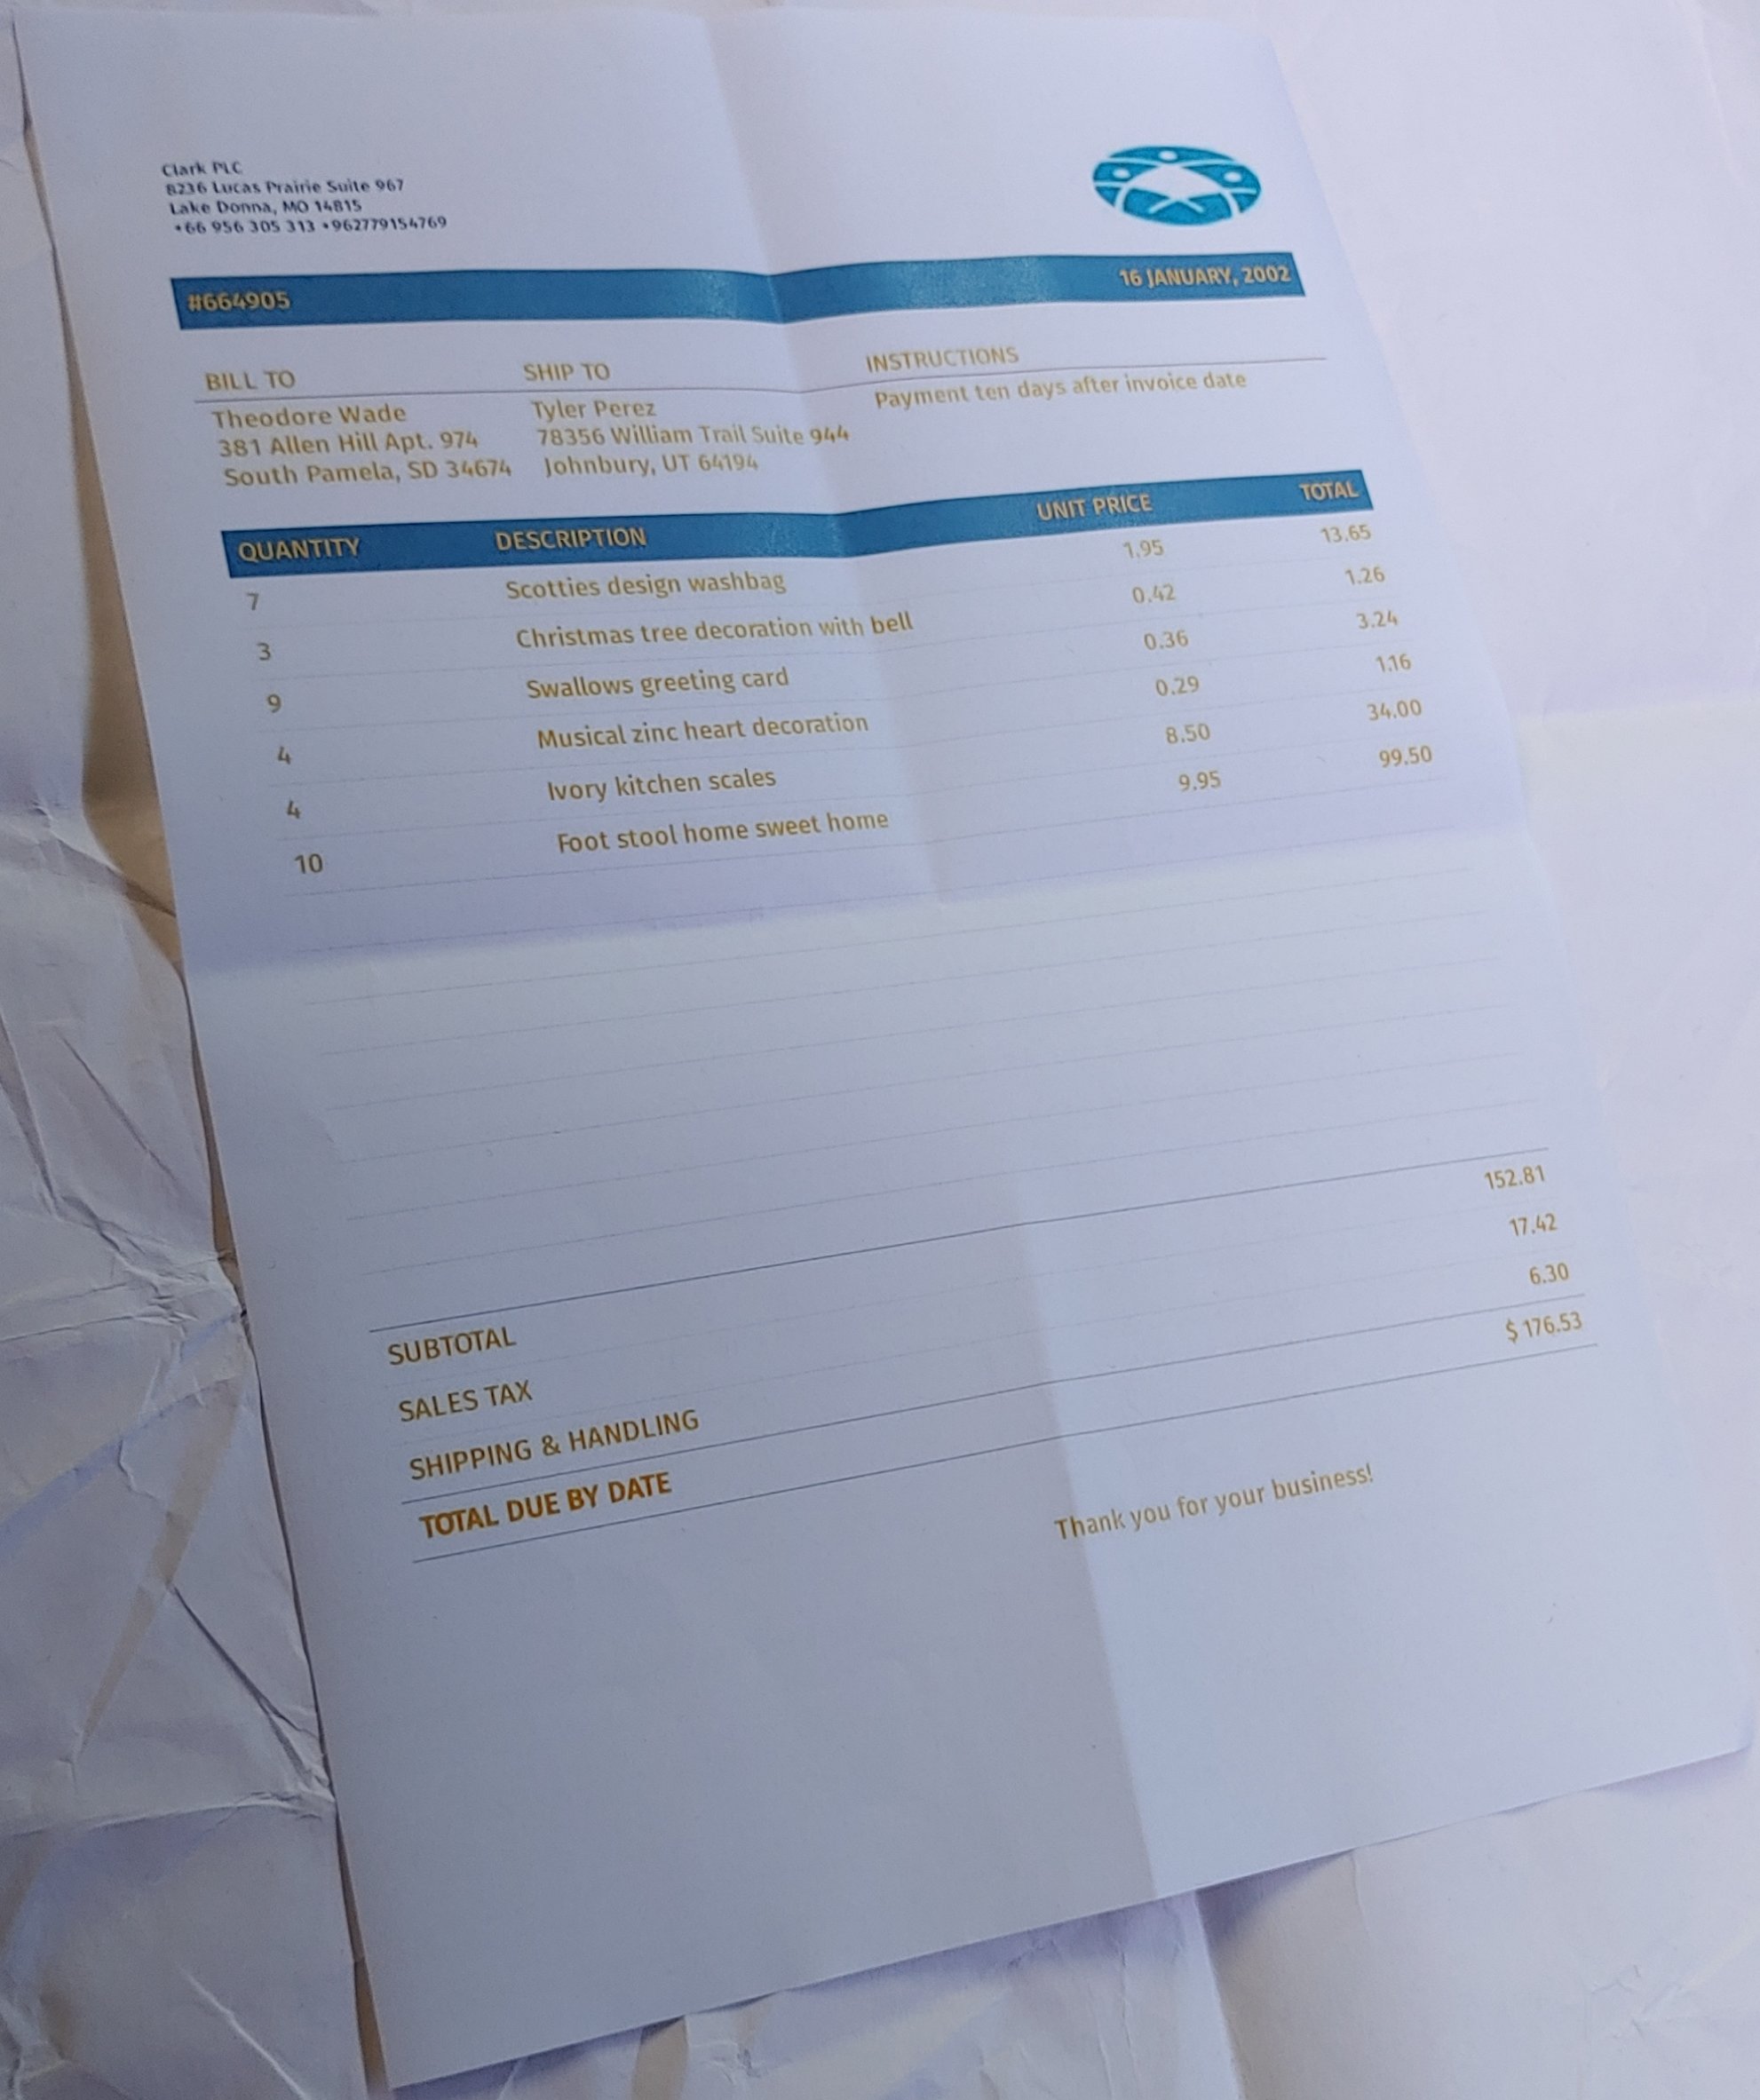 Clark PLC
8236 Lucas Prairie Suite 967
Lake Donna, MO 14815
+66 956 305 313 +962779154769
#664905 16 JANUARY, 2002
BILL TO SHIP TO INSTRUCTIONS
Theodore Wade Tyler Perez Payment ten days after invoice date
381 Allen Hill Apt. 974 78356 William Trail Suite 944
South Pamela, SD 34674 Johnbury, UT 64194
QUANTITY DESCRIPTION UNIT PRICE TOTAL
7 Scotties design washbag 1.95 13.65
3 Christmas tree decoration with bell 0.42 1.26
9 Swallows greeting card 0.36 3.24
4 Musical zinc heart decoration 0.29 1.16
4 Ivory kitchen scales 8.50 34.00
10 Foot stool home sweet home 9.95 99.50
SUBTOTAL 152.81
SALES TAX 17.42
SHIPPING & HANDLING 6.30
TOTAL DUE BY DATE $ 176.53
Thank you for your business!